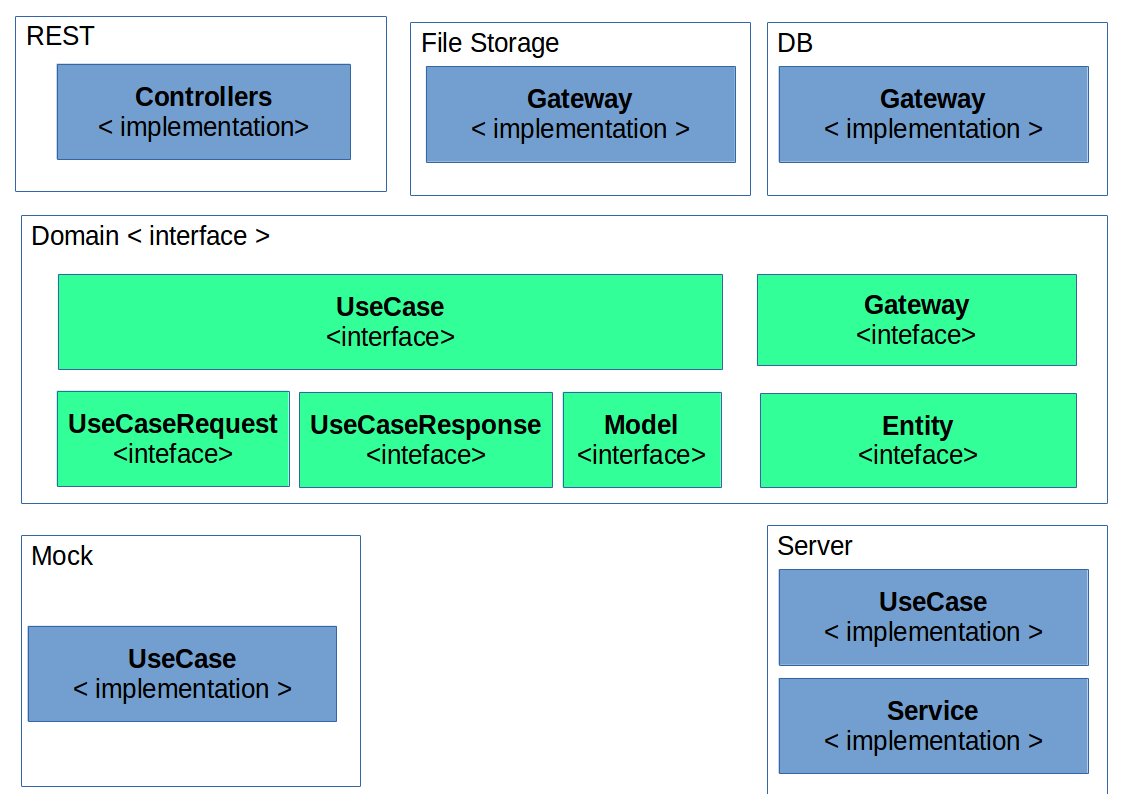 REST
Controllers
< implementation>
File Storage
Gateway
< implementation >
DB
Gateway
< implementation >
Domain < interface >
UseCase
<interface>
Gateway
<inteface>
UseCaseRequest
<inteface>
UseCaseResponse
<inteface>
Model
<interface>
Entity
<inteface>
Mock
UseCase
< implementation >
Server
UseCase
< implementation >
Service
< implementation >